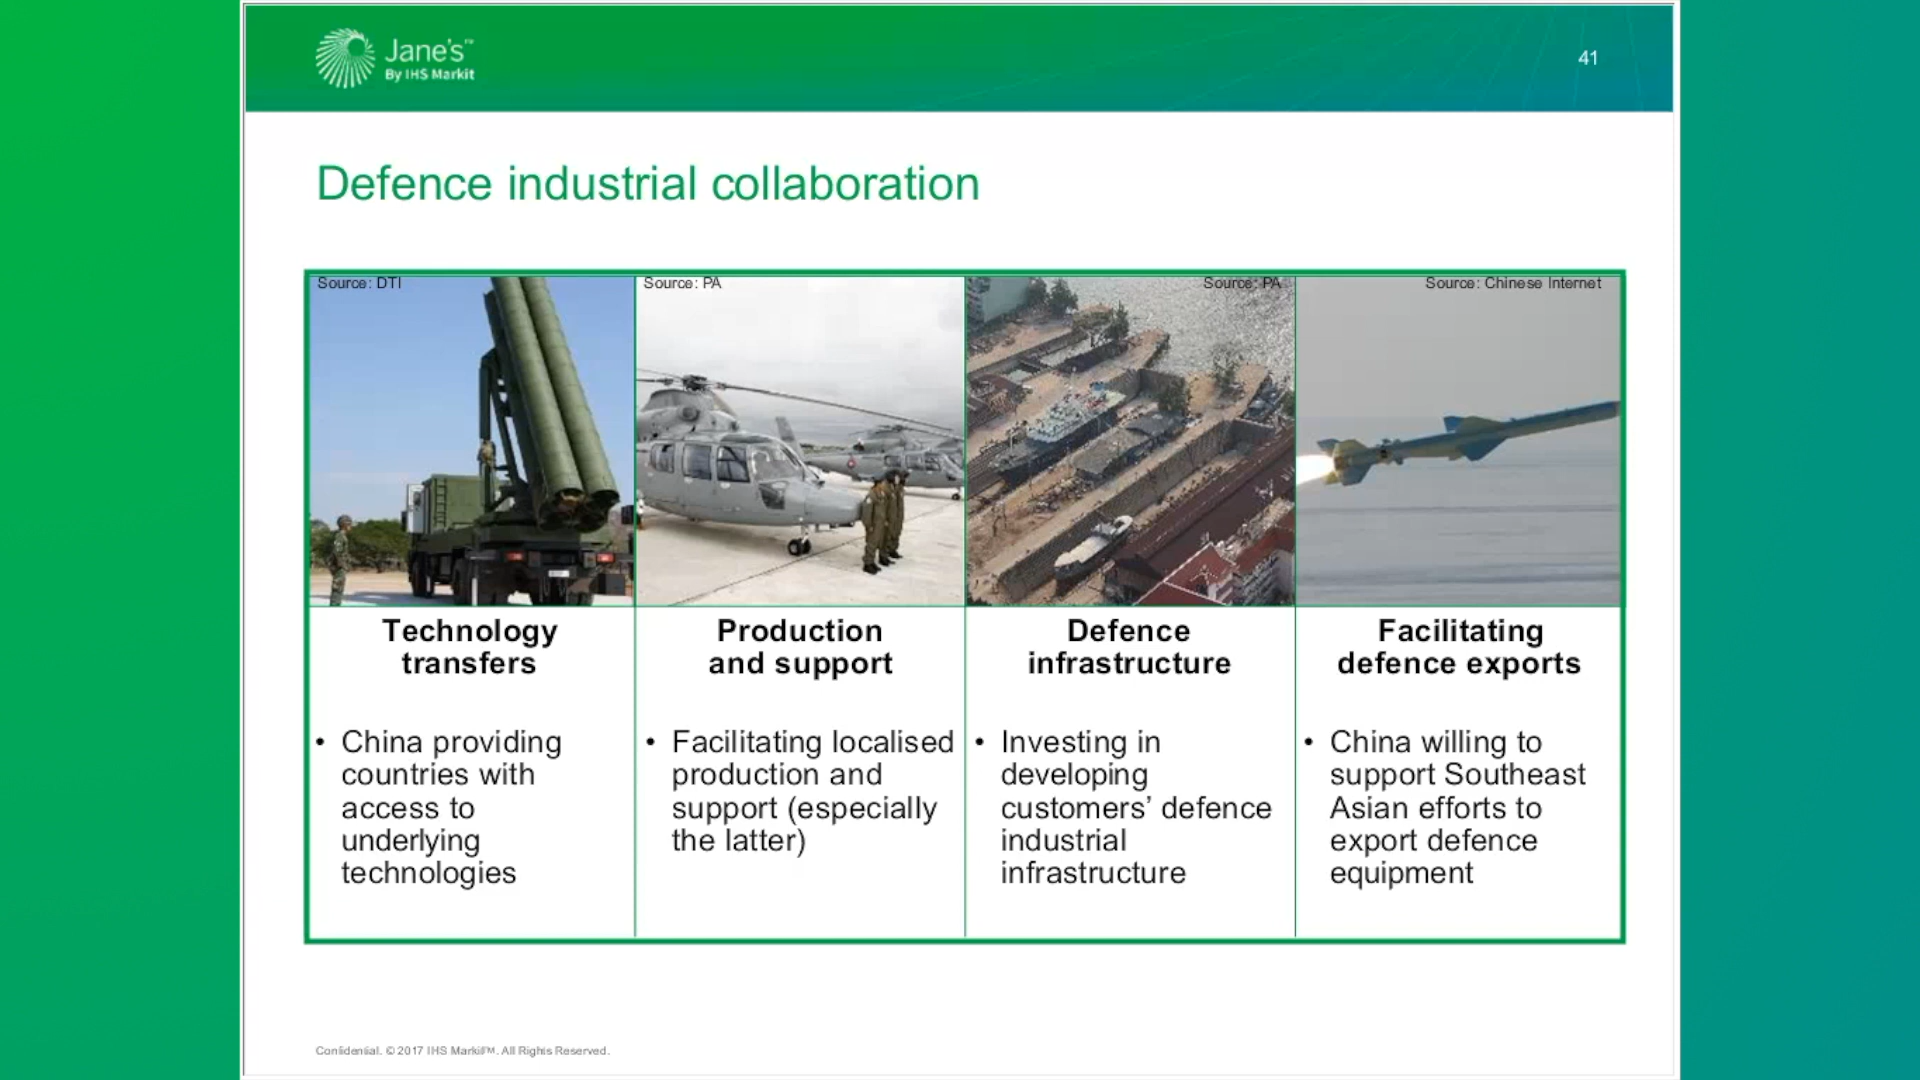 Jane's™
By IHS Markit
41
Defence industrial collaboration
Source: DTI
Source: PA
Source: PA
Source: Chinese Internet
Technology
transfers
• China providing
countries with
access to
underlying
technologies
Production
and support
• Facilitating localised
production and
support (especially
the latter)
Defence
infrastructure
• Investing in
developing
customers’ defence
industrial
infrastructure
Facilitating
defence exports
• China willing to
support Southeast
Asian efforts to
export defence
equipment
Confidential. © 2017 IHS Markit™. All Rights Reserved.